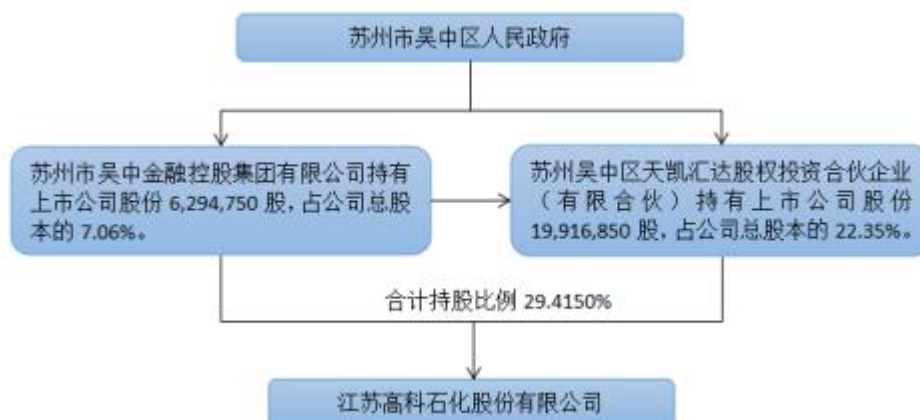 苏州市吴中区人民政府
苏州市吴中金融控股集团有限公司持有
上市公司股份 6,294,750 股，占公司总股
本的 7.06%。
苏州吴中区天凯汇达股权投资合伙企业
（有限合伙）持有上市公司股份
19,916,850 股，占公司总股本的 22.35%。
合计持股比例 29.4150%
江苏高科石化股份有限公司